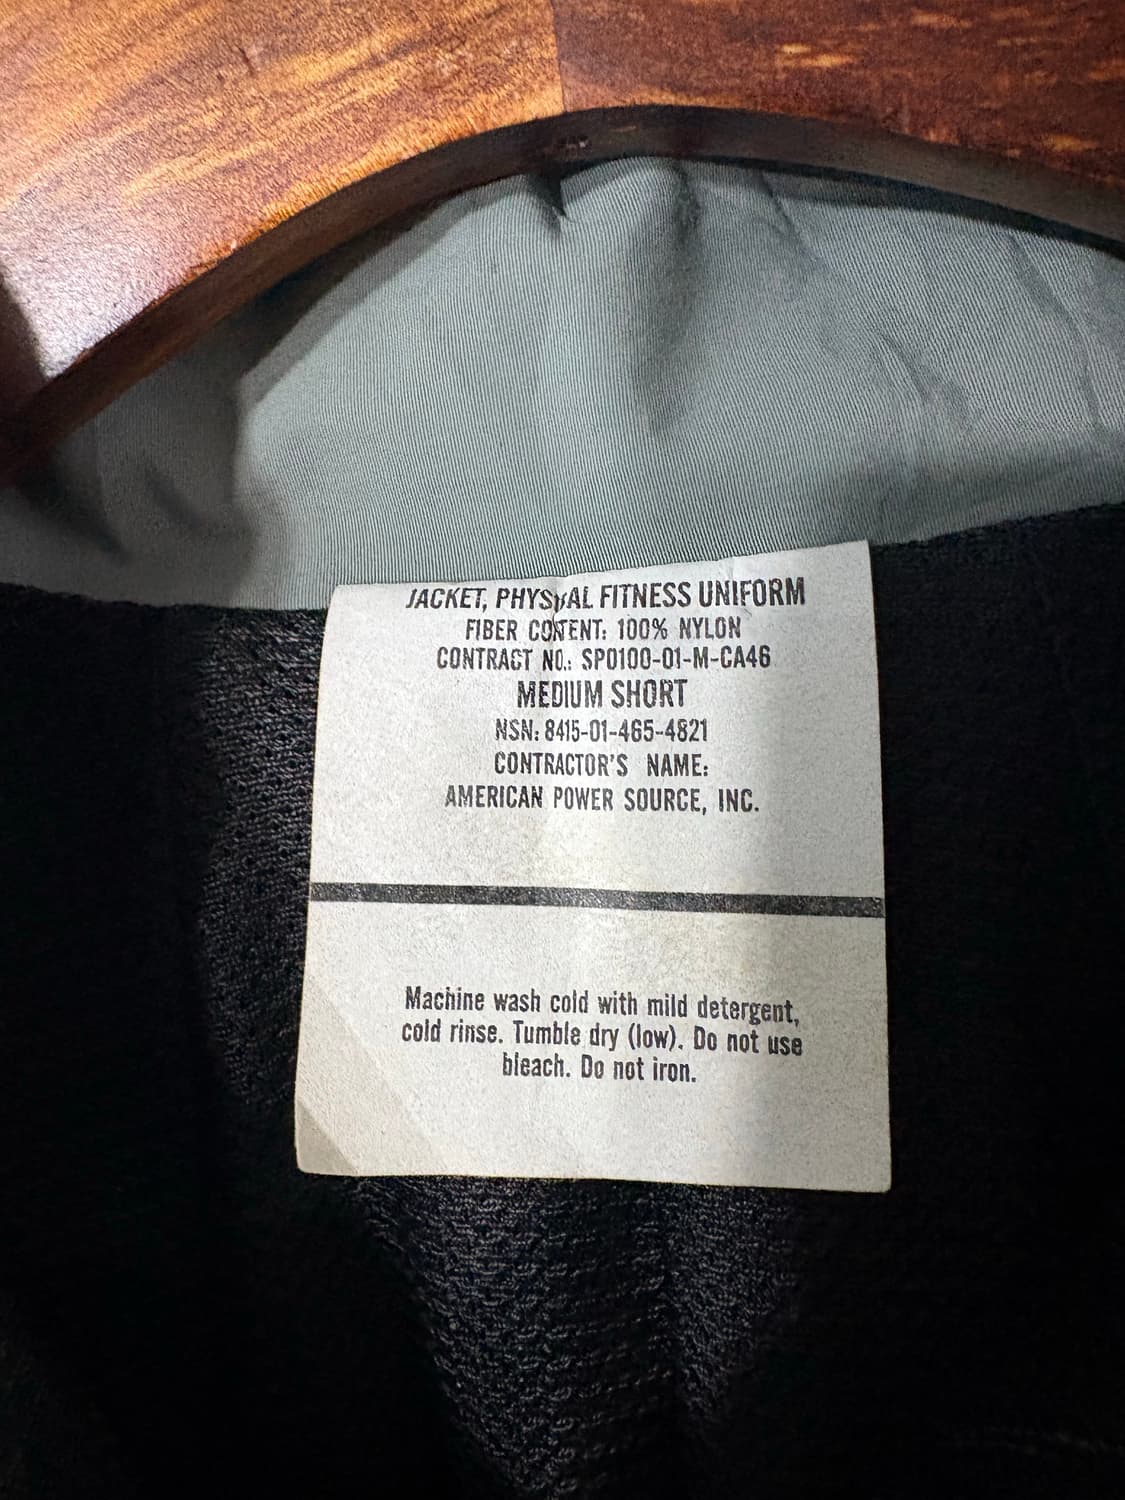 JACKET, PHYSICAL FITNESS UNIFORM
FIBER CONTENT: 100% NYLON
CONTRACT NO.: SP0100-01-M-CA46
MEDIUM SHORT
NSN: 8415-01-465-4821
CONTRACTOR'S NAME:
AMERICAN POWER SOURCE, INC.
Machine wash cold with mild detergent,
cold rinse. Tumble dry (low). Do not use
bleach. Do not iron.